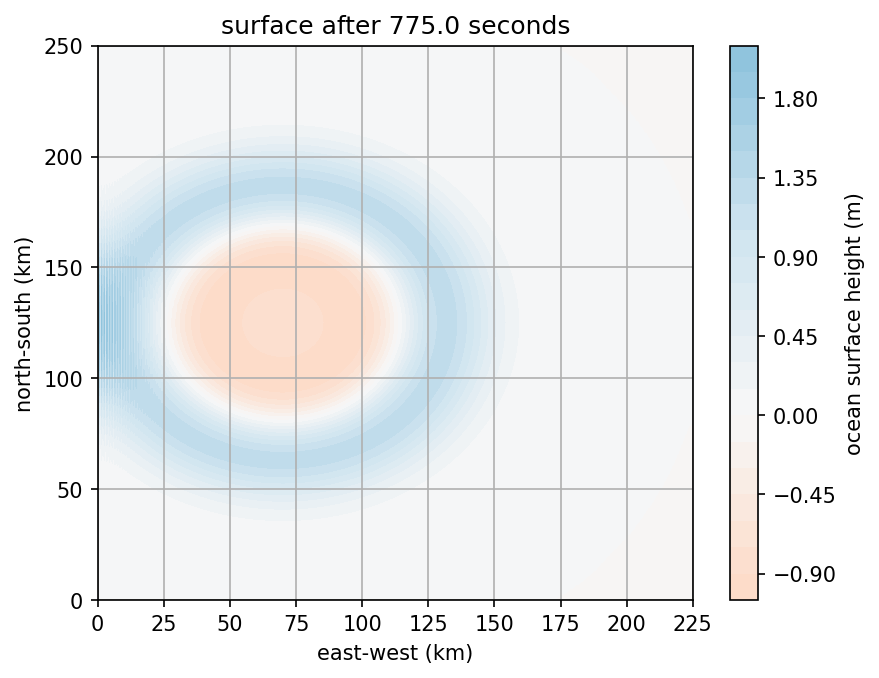 surface after 775.0 seconds
250
200
150
100
50
0
north-south (km)
0 25 50 75 100 125 150 175 200 225
east-west (km)
1.80
1.35
0.90
0.45
0.00
−0.45
−0.90
ocean surface height (m)